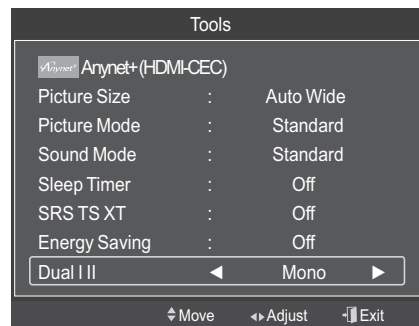 Tools
Anynet+ Anynet+ (HDMI-CEC)
Picture Size : Auto Wide
Picture Mode : Standard
Sound Mode : Standard
Sleep Timer : Off
SRS TS XT : Off
Energy Saving : Off
Dual I II ◄ Mono ►
Move Adjust Exit